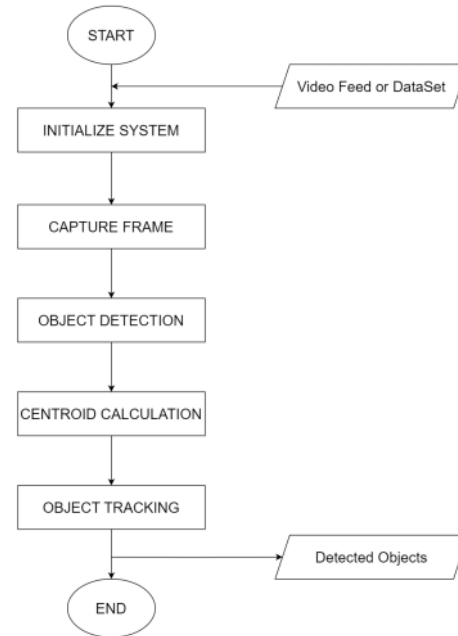 START
Video Feed or DataSet
INITIALIZE SYSTEM
CAPTURE FRAME
OBJECT DETECTION
CENTROID CALCULATION
OBJECT TRACKING
Detected Objects
END